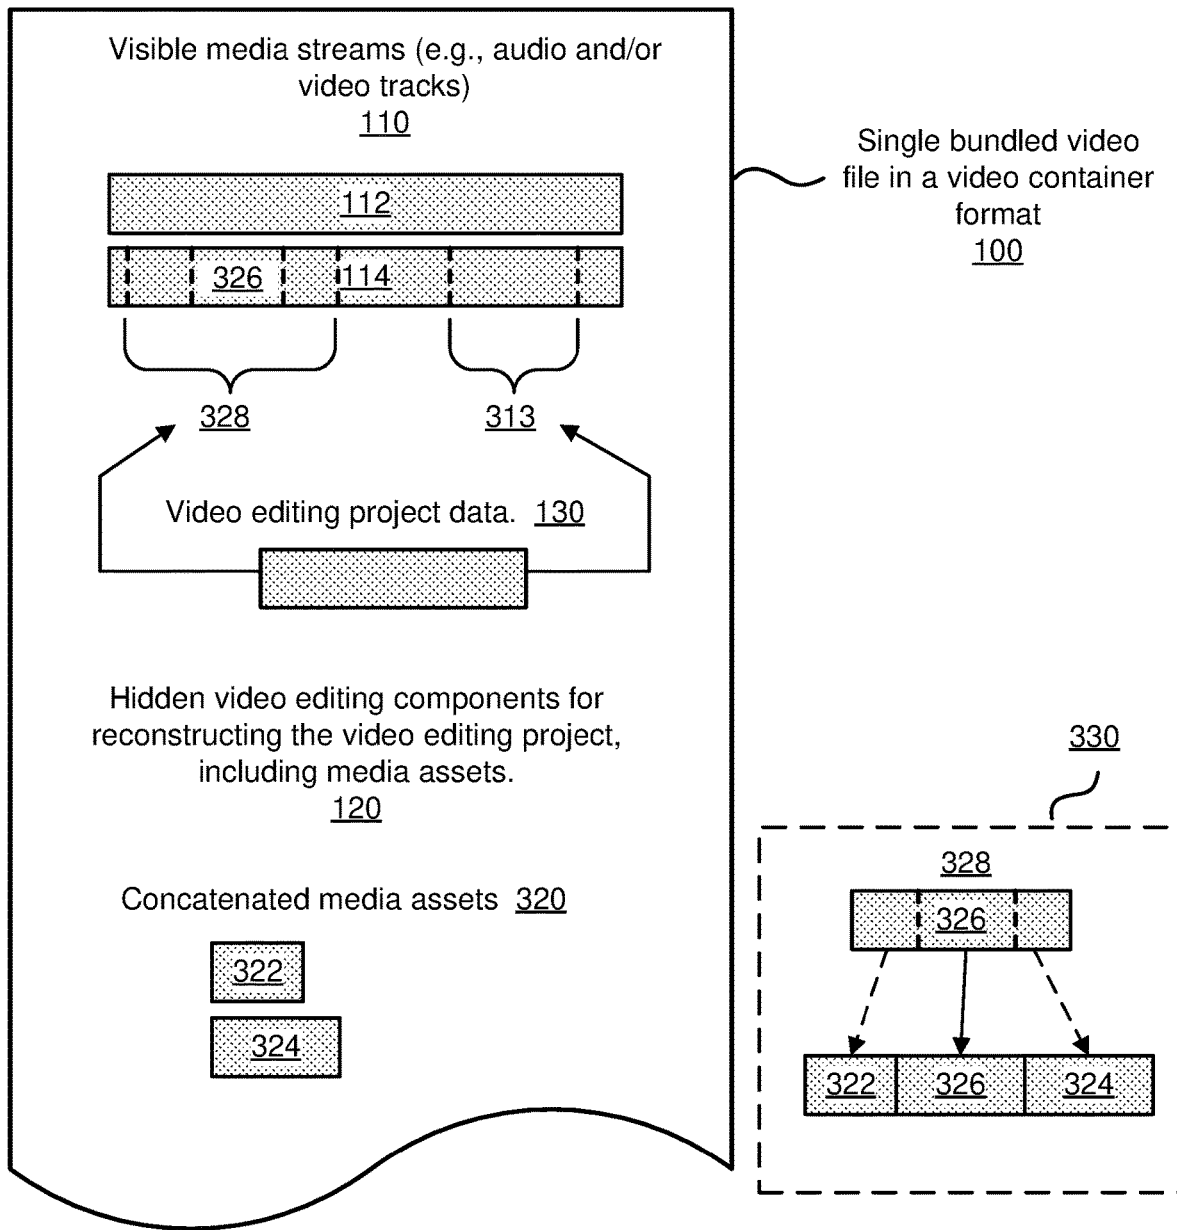 Visible media streams (e.g., audio and/or
video tracks)
110
Single bundled video
file in a video container
format
100
112
326
114
328
313
Video editing project data. 130
Hidden video editing components for
reconstructing the video editing project,
including media assets.
120
Concatenated media assets 320
322
324
330
328
326
322
326
324